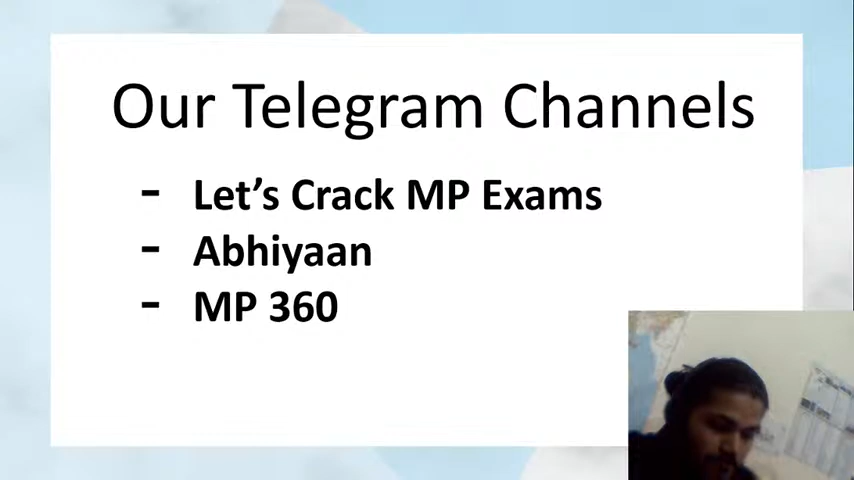 Our Telegram Channels
- Let's Crack MP Exams
- Abhiyaan
- MP 360